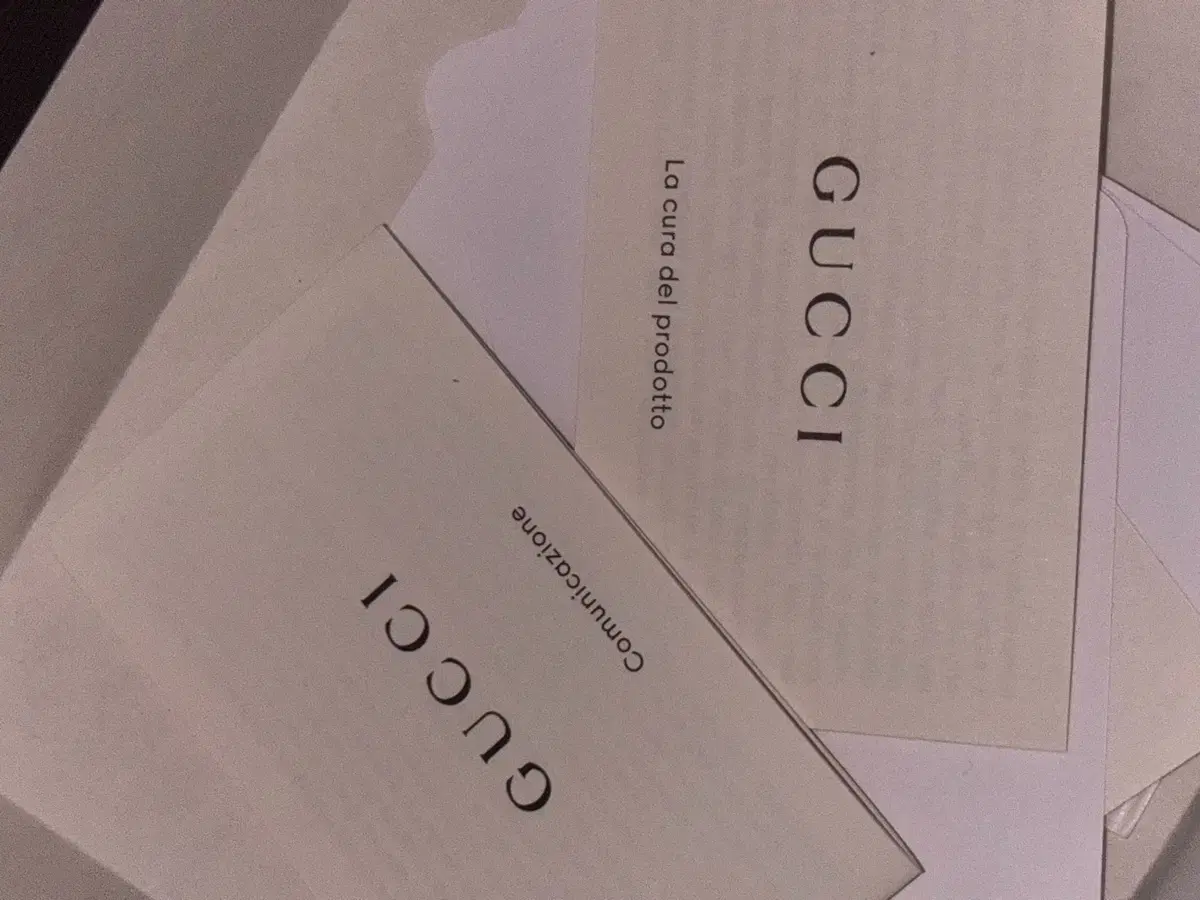 GUCCI
La cura del prodotto
GUCCI
Comunicazione